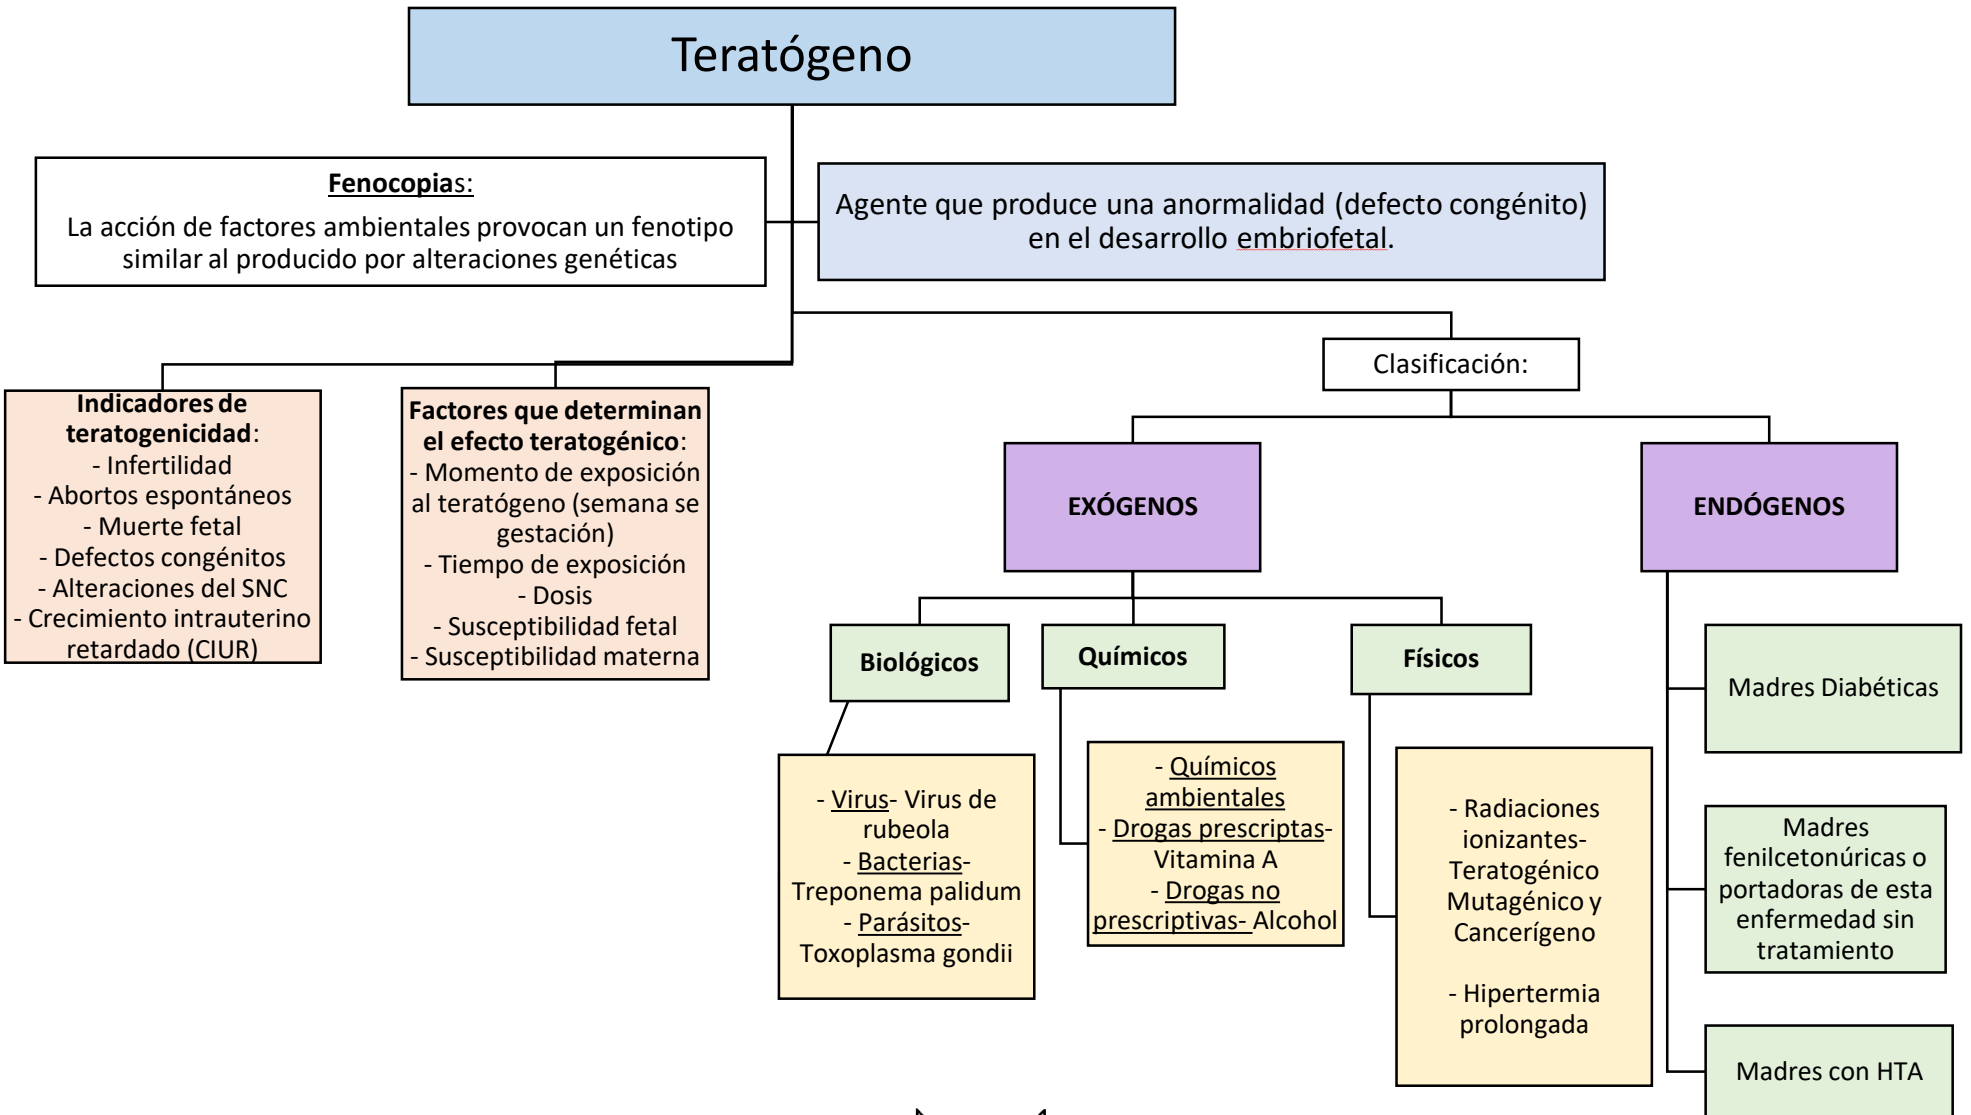 Teratógeno
Fenocopias:
La acción de factores ambientales provocan un fenotipo
similar al producido por alteraciones genéticas
Agente que produce una anormalidad (defecto congénito)
en el desarrollo embriofetal.
Indicadores de
teratogenicidad:
- Infertilidad
- Abortos espontáneos
- Muerte fetal
- Defectos congénitos
- Alteraciones del SNC
- Crecimiento intrauterino
retardado (CIUR)
Factores que determinan
el efecto teratogénico:
- Momento de exposición
al teratógeno (semana se
gestación)
- Tiempo de exposición
- Dosis
- Susceptibilidad fetal
- Susceptibilidad materna
Clasificación:
EXÓGENOS
ENDÓGENOS
Biológicos
Químicos
Físicos
- Virus- Virus de
rubeola
- Bacterias-
Treponema palidum
- Parásitos-
Toxoplasma gondii
- Químicos
ambientales
- Drogas prescriptas-
Vitamina A
- Drogas no
prescriptivas- Alcohol
- Radiaciones
ionizantes-
Teratogénico
Mutagénico y
Cancerígeno
- Hipertermia
prolongada
Madres Diabéticas
Madres
fenilcetonúricas o
portadoras de esta
enfermedad sin
tratamiento
Madres con HTA